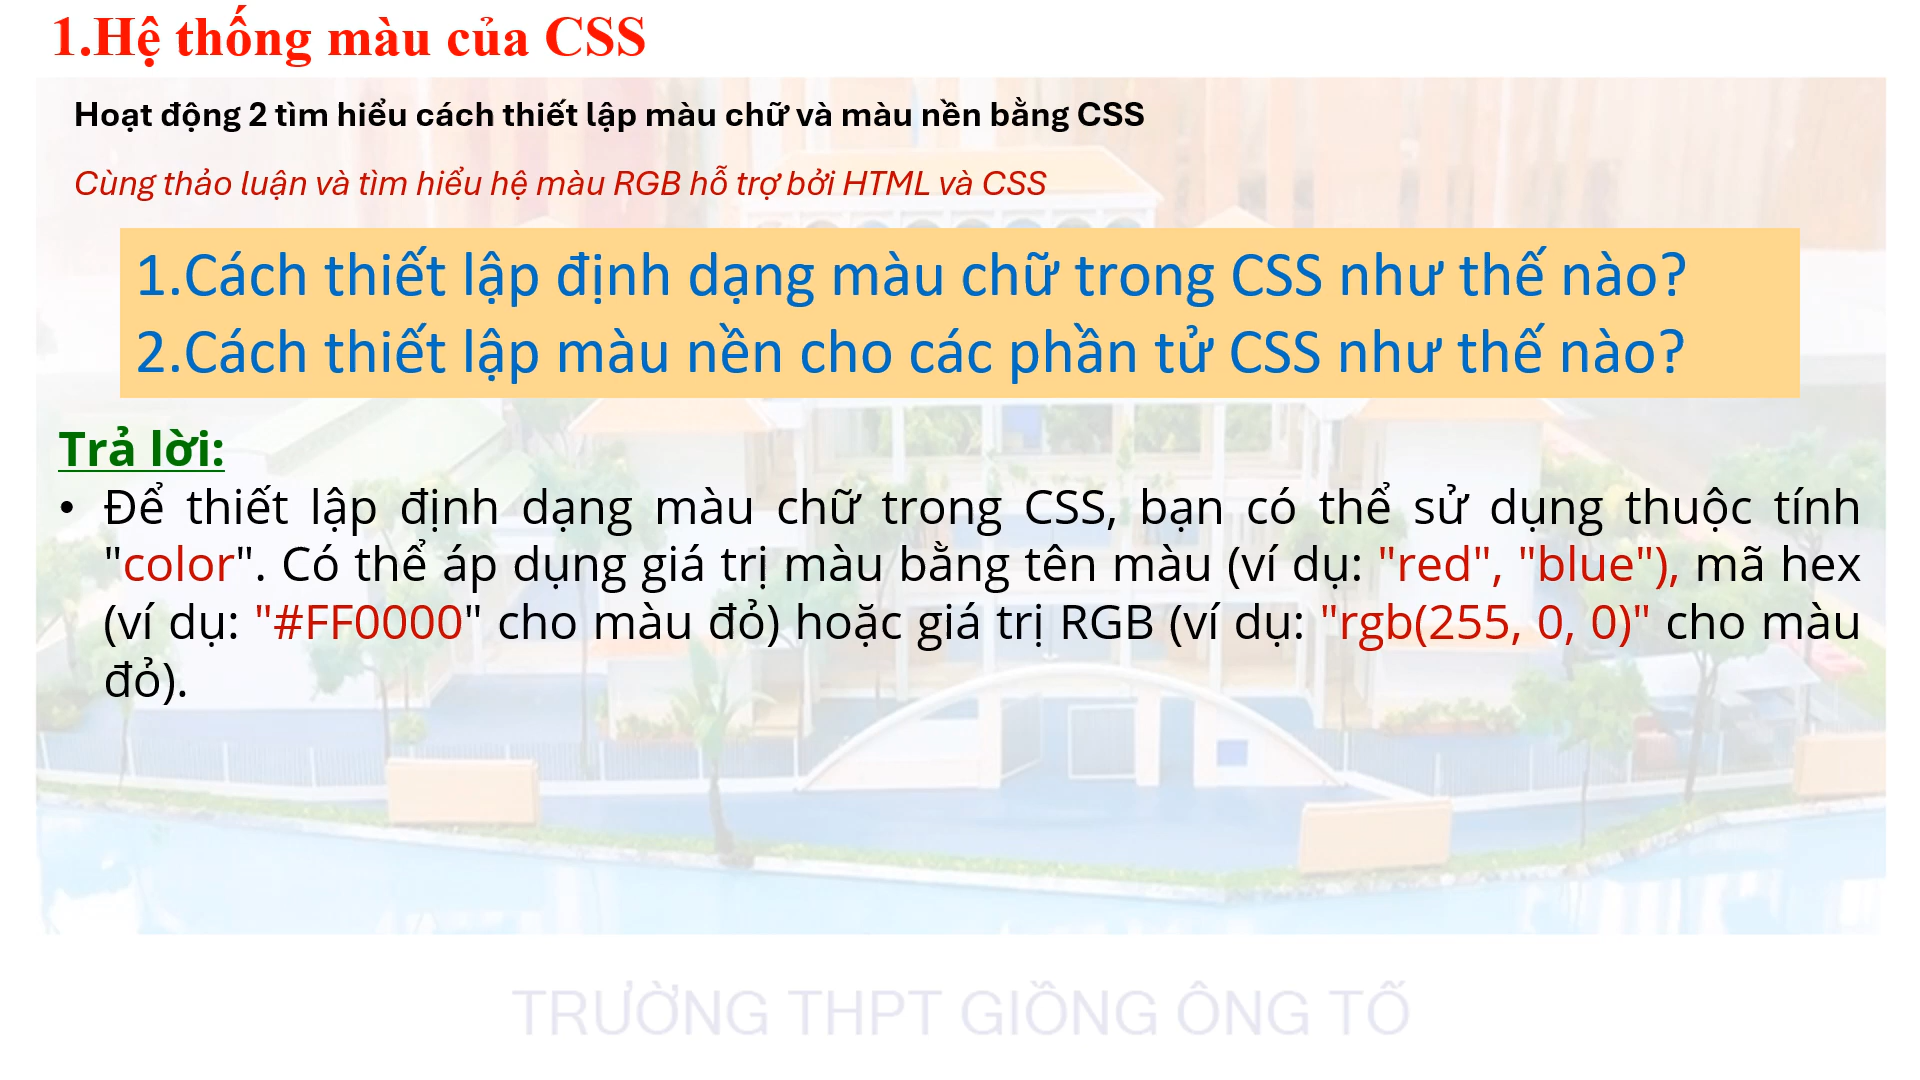 1.Hệ thống màu của CSS
Hoạt động 2 tìm hiểu cách thiết lập màu chữ và màu nền bằng CSS
Cùng thảo luận và tìm hiểu hệ màu RGB hỗ trợ bởi HTML và CSS
1.Cách thiết lập định dạng màu chữ trong CSS như thế nào?
2.Cách thiết lập màu nền cho các phần tử CSS như thế nào?
Trả lời:
• Để thiết lập định dạng màu chữ trong CSS, bạn có thể sử dụng thuộc tính
"color". Có thể áp dụng giá trị màu bằng tên màu (ví dụ: "red", "blue"), mã hex
(ví dụ: "#FF0000" cho màu đỏ) hoặc giá trị RGB (ví dụ: "rgb(255, 0, 0)" cho màu
đỏ).
TRƯỜNG THPT GIỒNG ÔNG TỐ